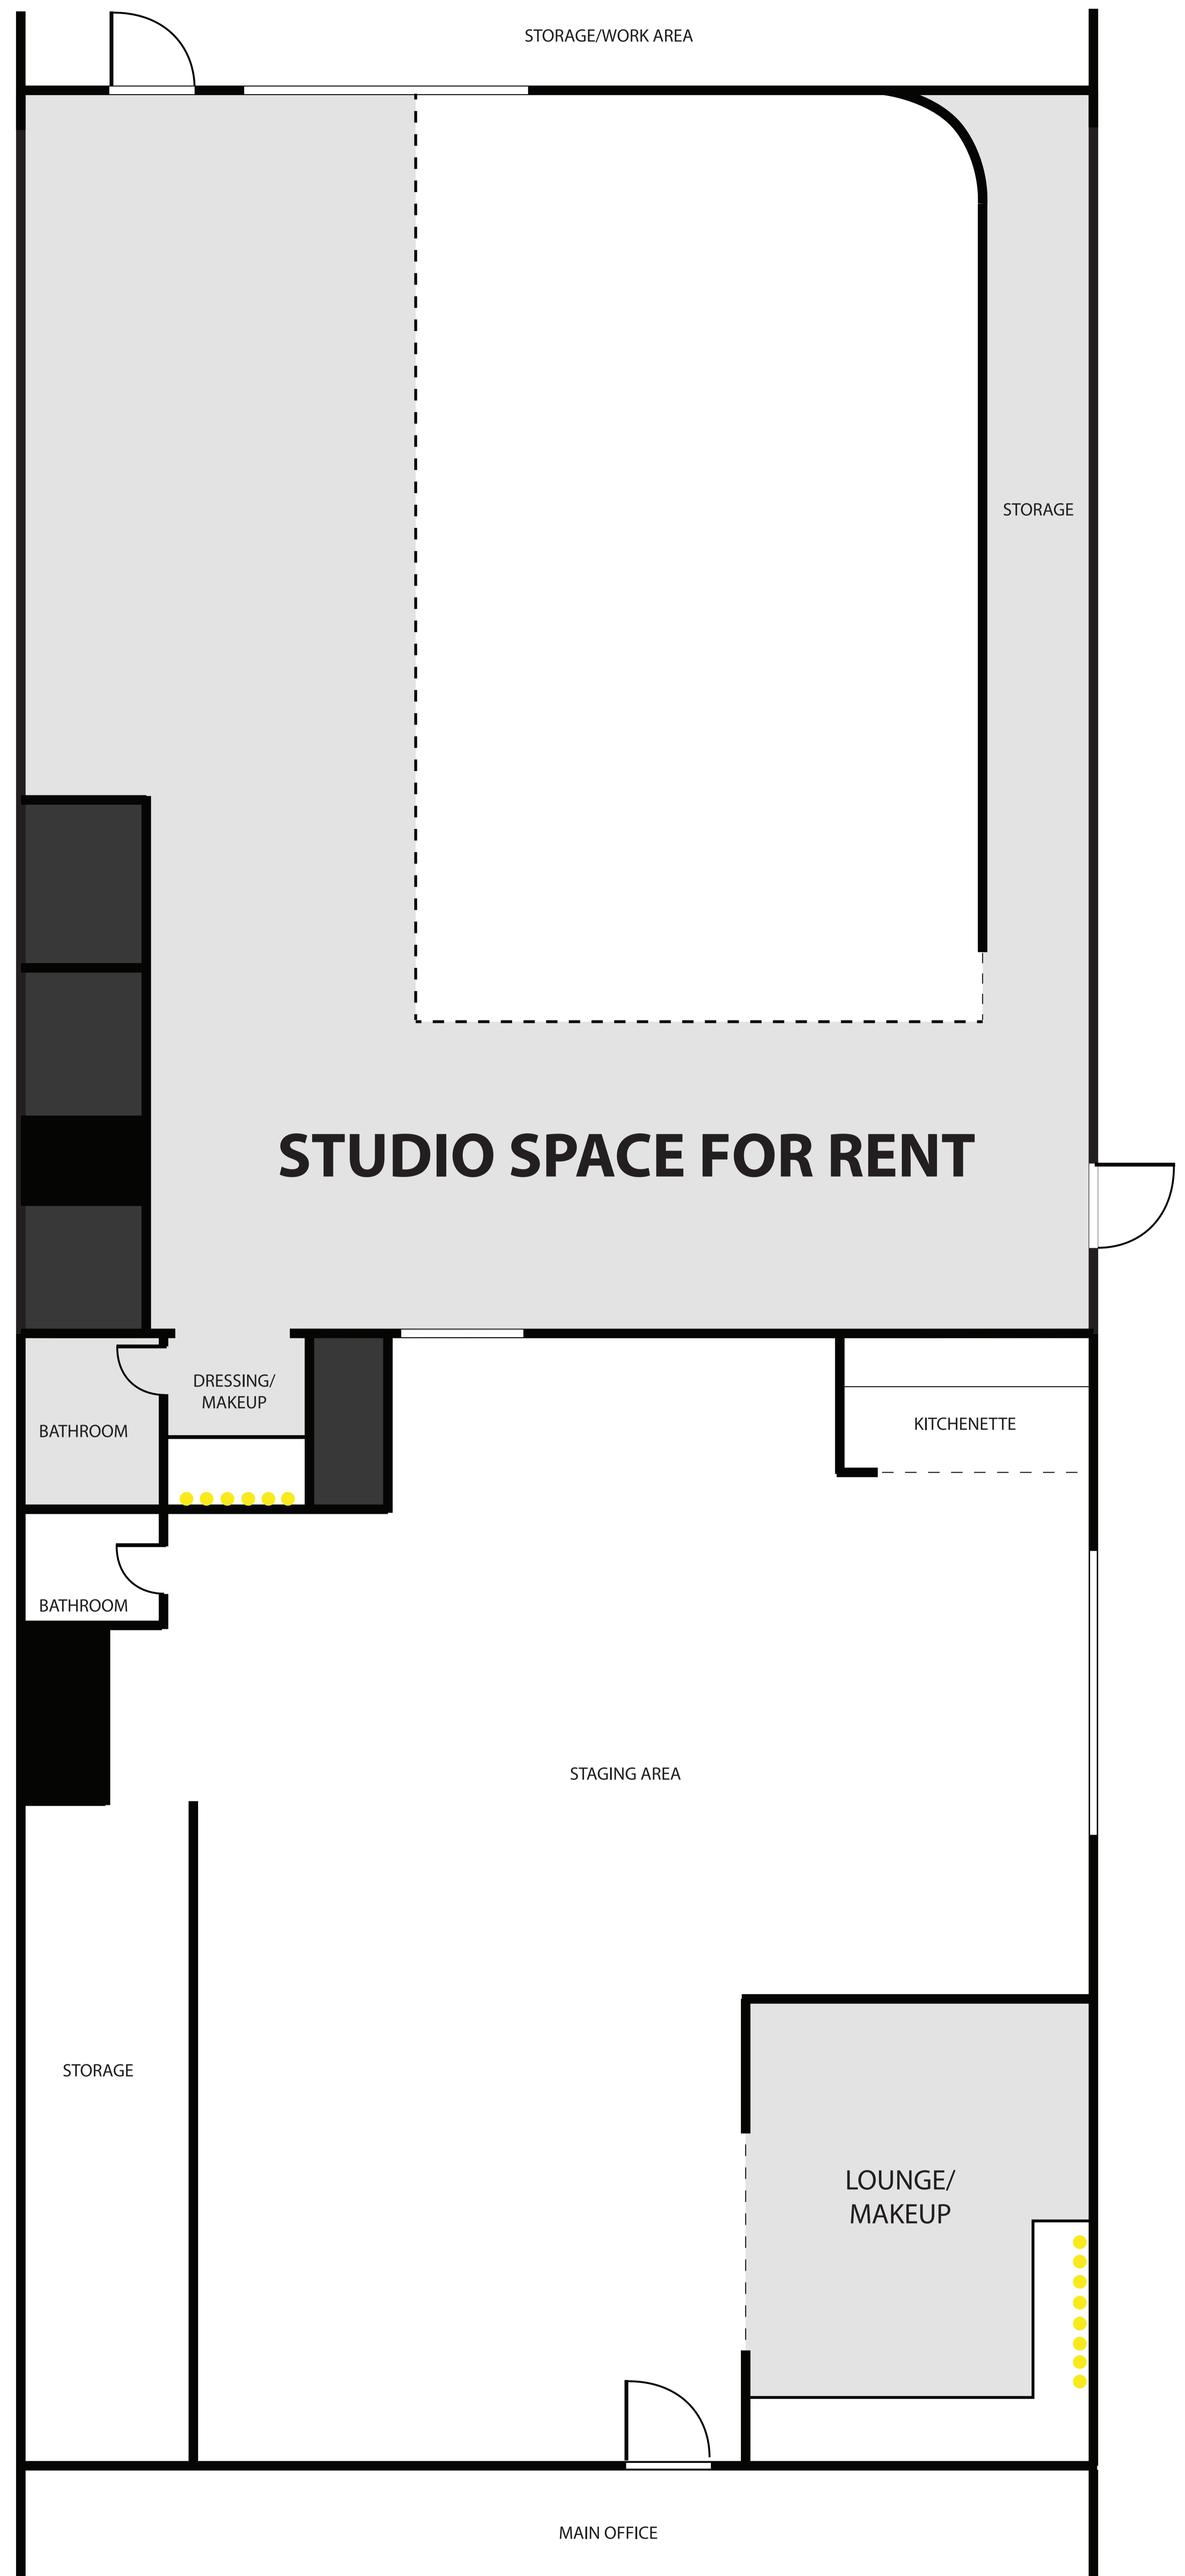 STORAGE/WORK AREA
STORAGE
STUDIO SPACE FOR RENT
DRESSING/
MAKEUP
BATHROOM
KITCHENETTE
BATHROOM
STAGING AREA
STORAGE
LOUNGE/
MAKEUP
MAIN OFFICE